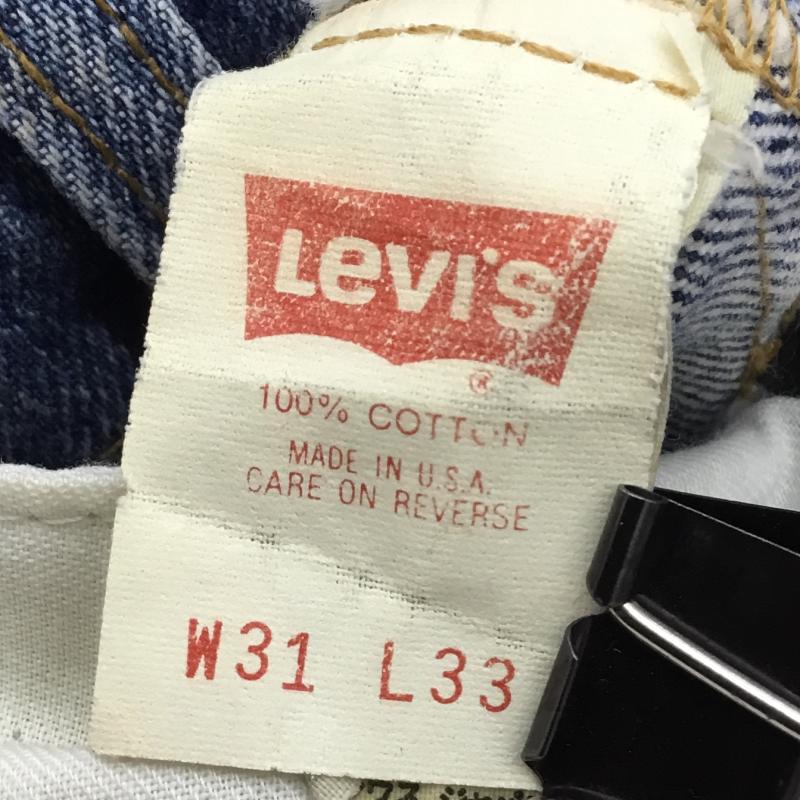 Levi's
®
100% COTTON
MADE IN U.S.A.
CARE ON REVERSE
W31 L33